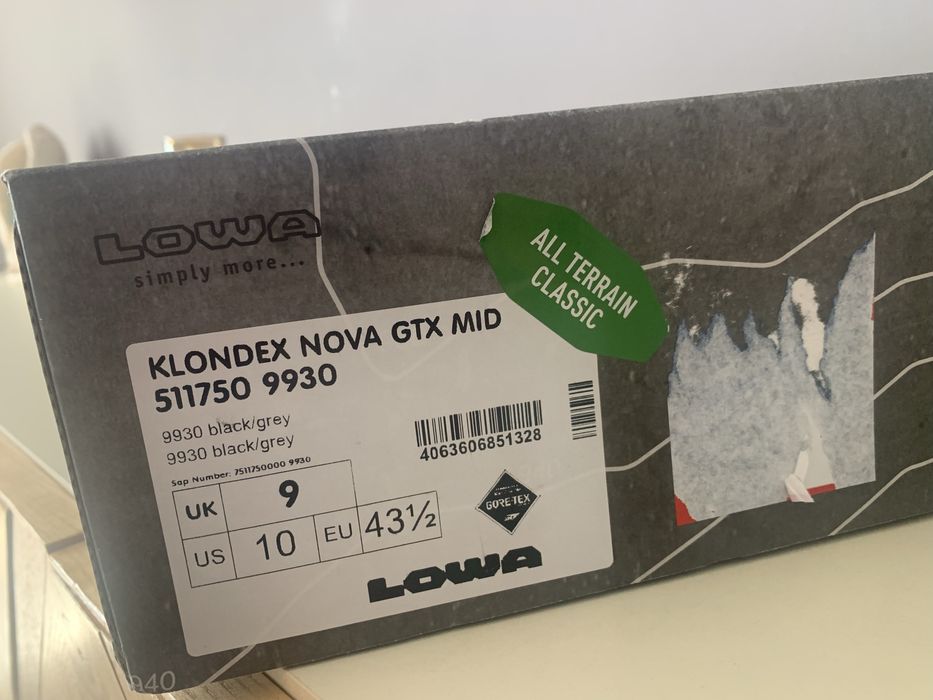 LOWA
simply more...
ALL TERRAIN
CLASSIC
KLONDEX NOVA GTX MID
511750 9930
9930 black/grey
9930 black/grey
4063606851328
Sap Number: 7511750000 9930
UK 9
US 10 EU 43½
GORE-TEX
LOWA
940